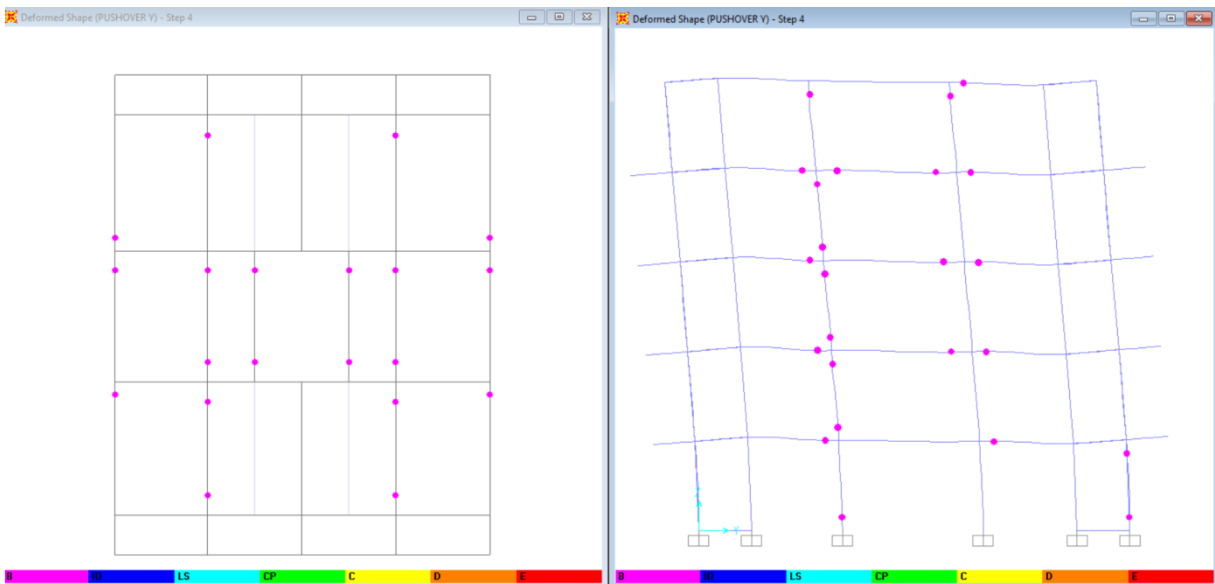 Deformed Shape (PUSHOVER Y) - Step 4
Deformed Shape (PUSHOVER Y) - Step 4
Y
B IO LS CP C D E
B IO LS CP C D E